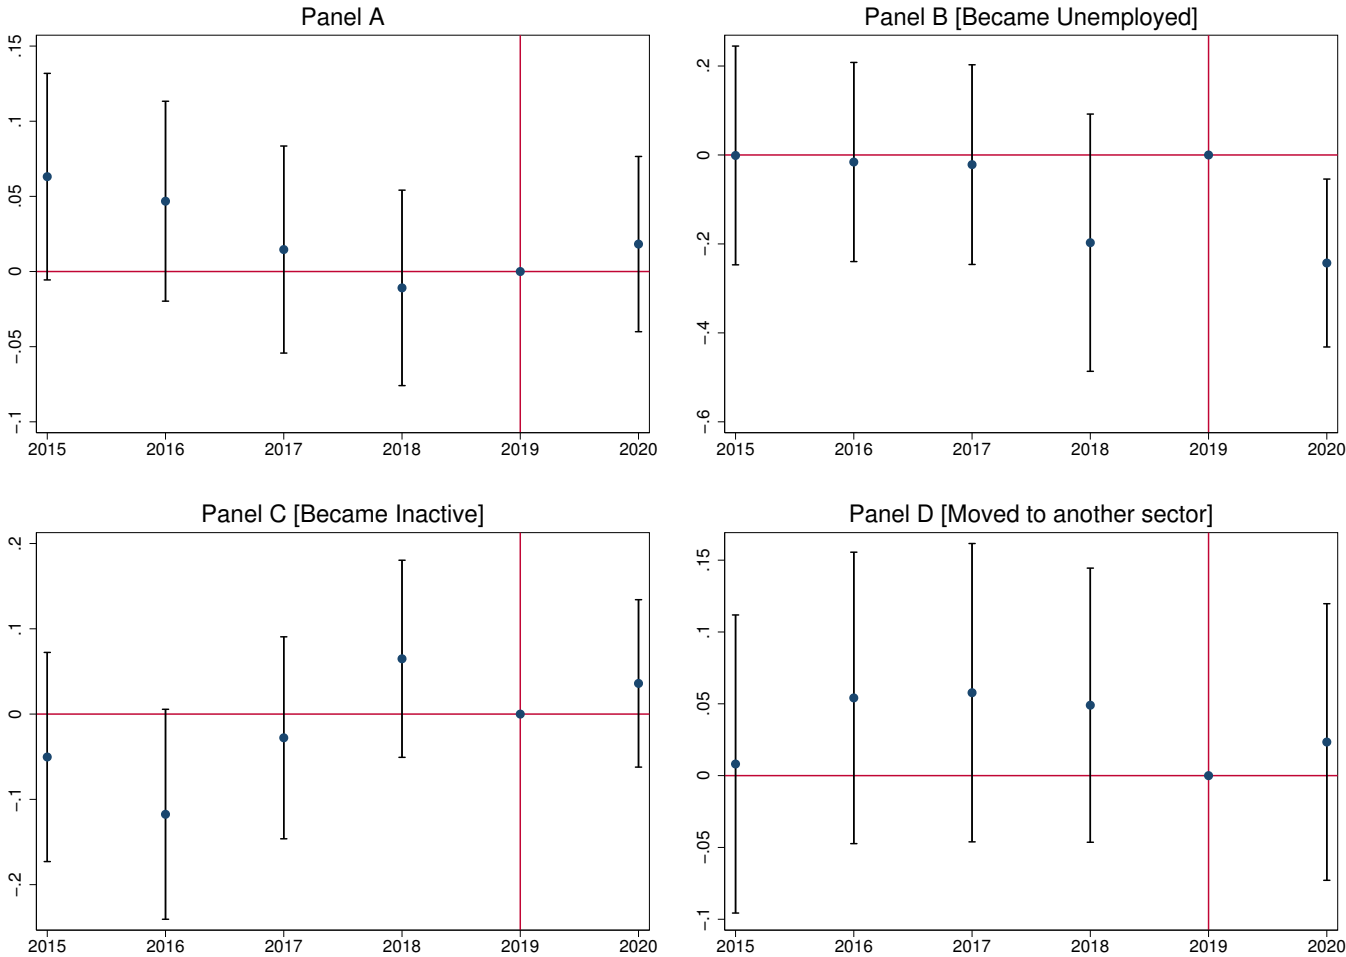 Panel A
.15
.1
.05
0
-.05
-.1
2015 2016 2017 2018 2019 2020
Panel B [Became Unemployed]
.2
0
-.2
-.4
-.6
2015 2016 2017 2018 2019 2020
Panel C [Became Inactive]
.2
.1
0
-.1
-.2
2015 2016 2017 2018 2019 2020
Panel D [Moved to another sector]
.15
.1
.05
0
-.05
-.1
2015 2016 2017 2018 2019 2020